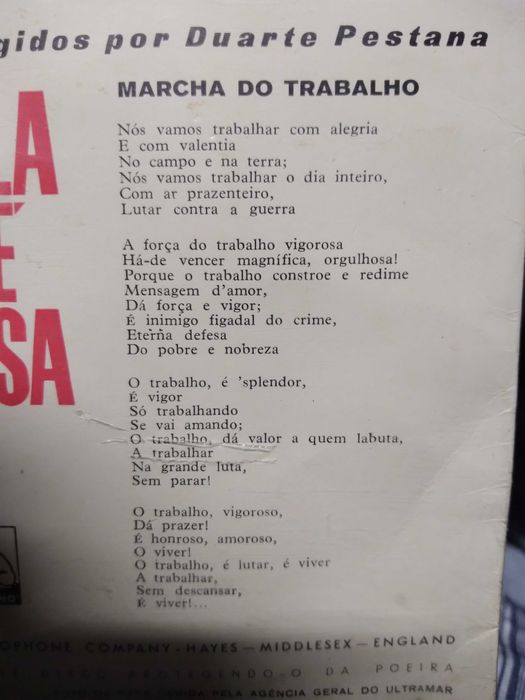 gidos por Duarte Pestana
MARCHA DO TRABALHO
LA
É
SA
Nós vamos trabalhar com alegria
E com valentia
No campo e na terra;
Nós vamos trabalhar o dia inteiro,
Com ar prazenteiro,
Lutar contra a guerra
A força do trabalho vigorosa
Há-de vencer magnífica, orgulhosa!
Porque o trabalho constroe e redime
Mensagem d'amor,
Dá força e vigor;
É inimigo figadal do crime,
Eterna defesa
Do pobre e nobreza
O trabalho, é 'splendor,
É vigor
Só trabalhando
Se vai amando;
O trabalho, dá valor a quem labuta,
A trabalhar
Na grande luta,
Sem parar!
O trabalho, vigoroso,
Dá prazer!
É honroso, amoroso,
O viver!
O trabalho, é lutar, é viver
A trabalhar,
Sem descansar,
É viver!...
OPHONE COMPANY - HAYES — MIDDLESEX — ENGLAND
DISCO PROTEGENDO-O DA POEIRA
PELA AGÊNCIA GERAL DO ULTRAMAR